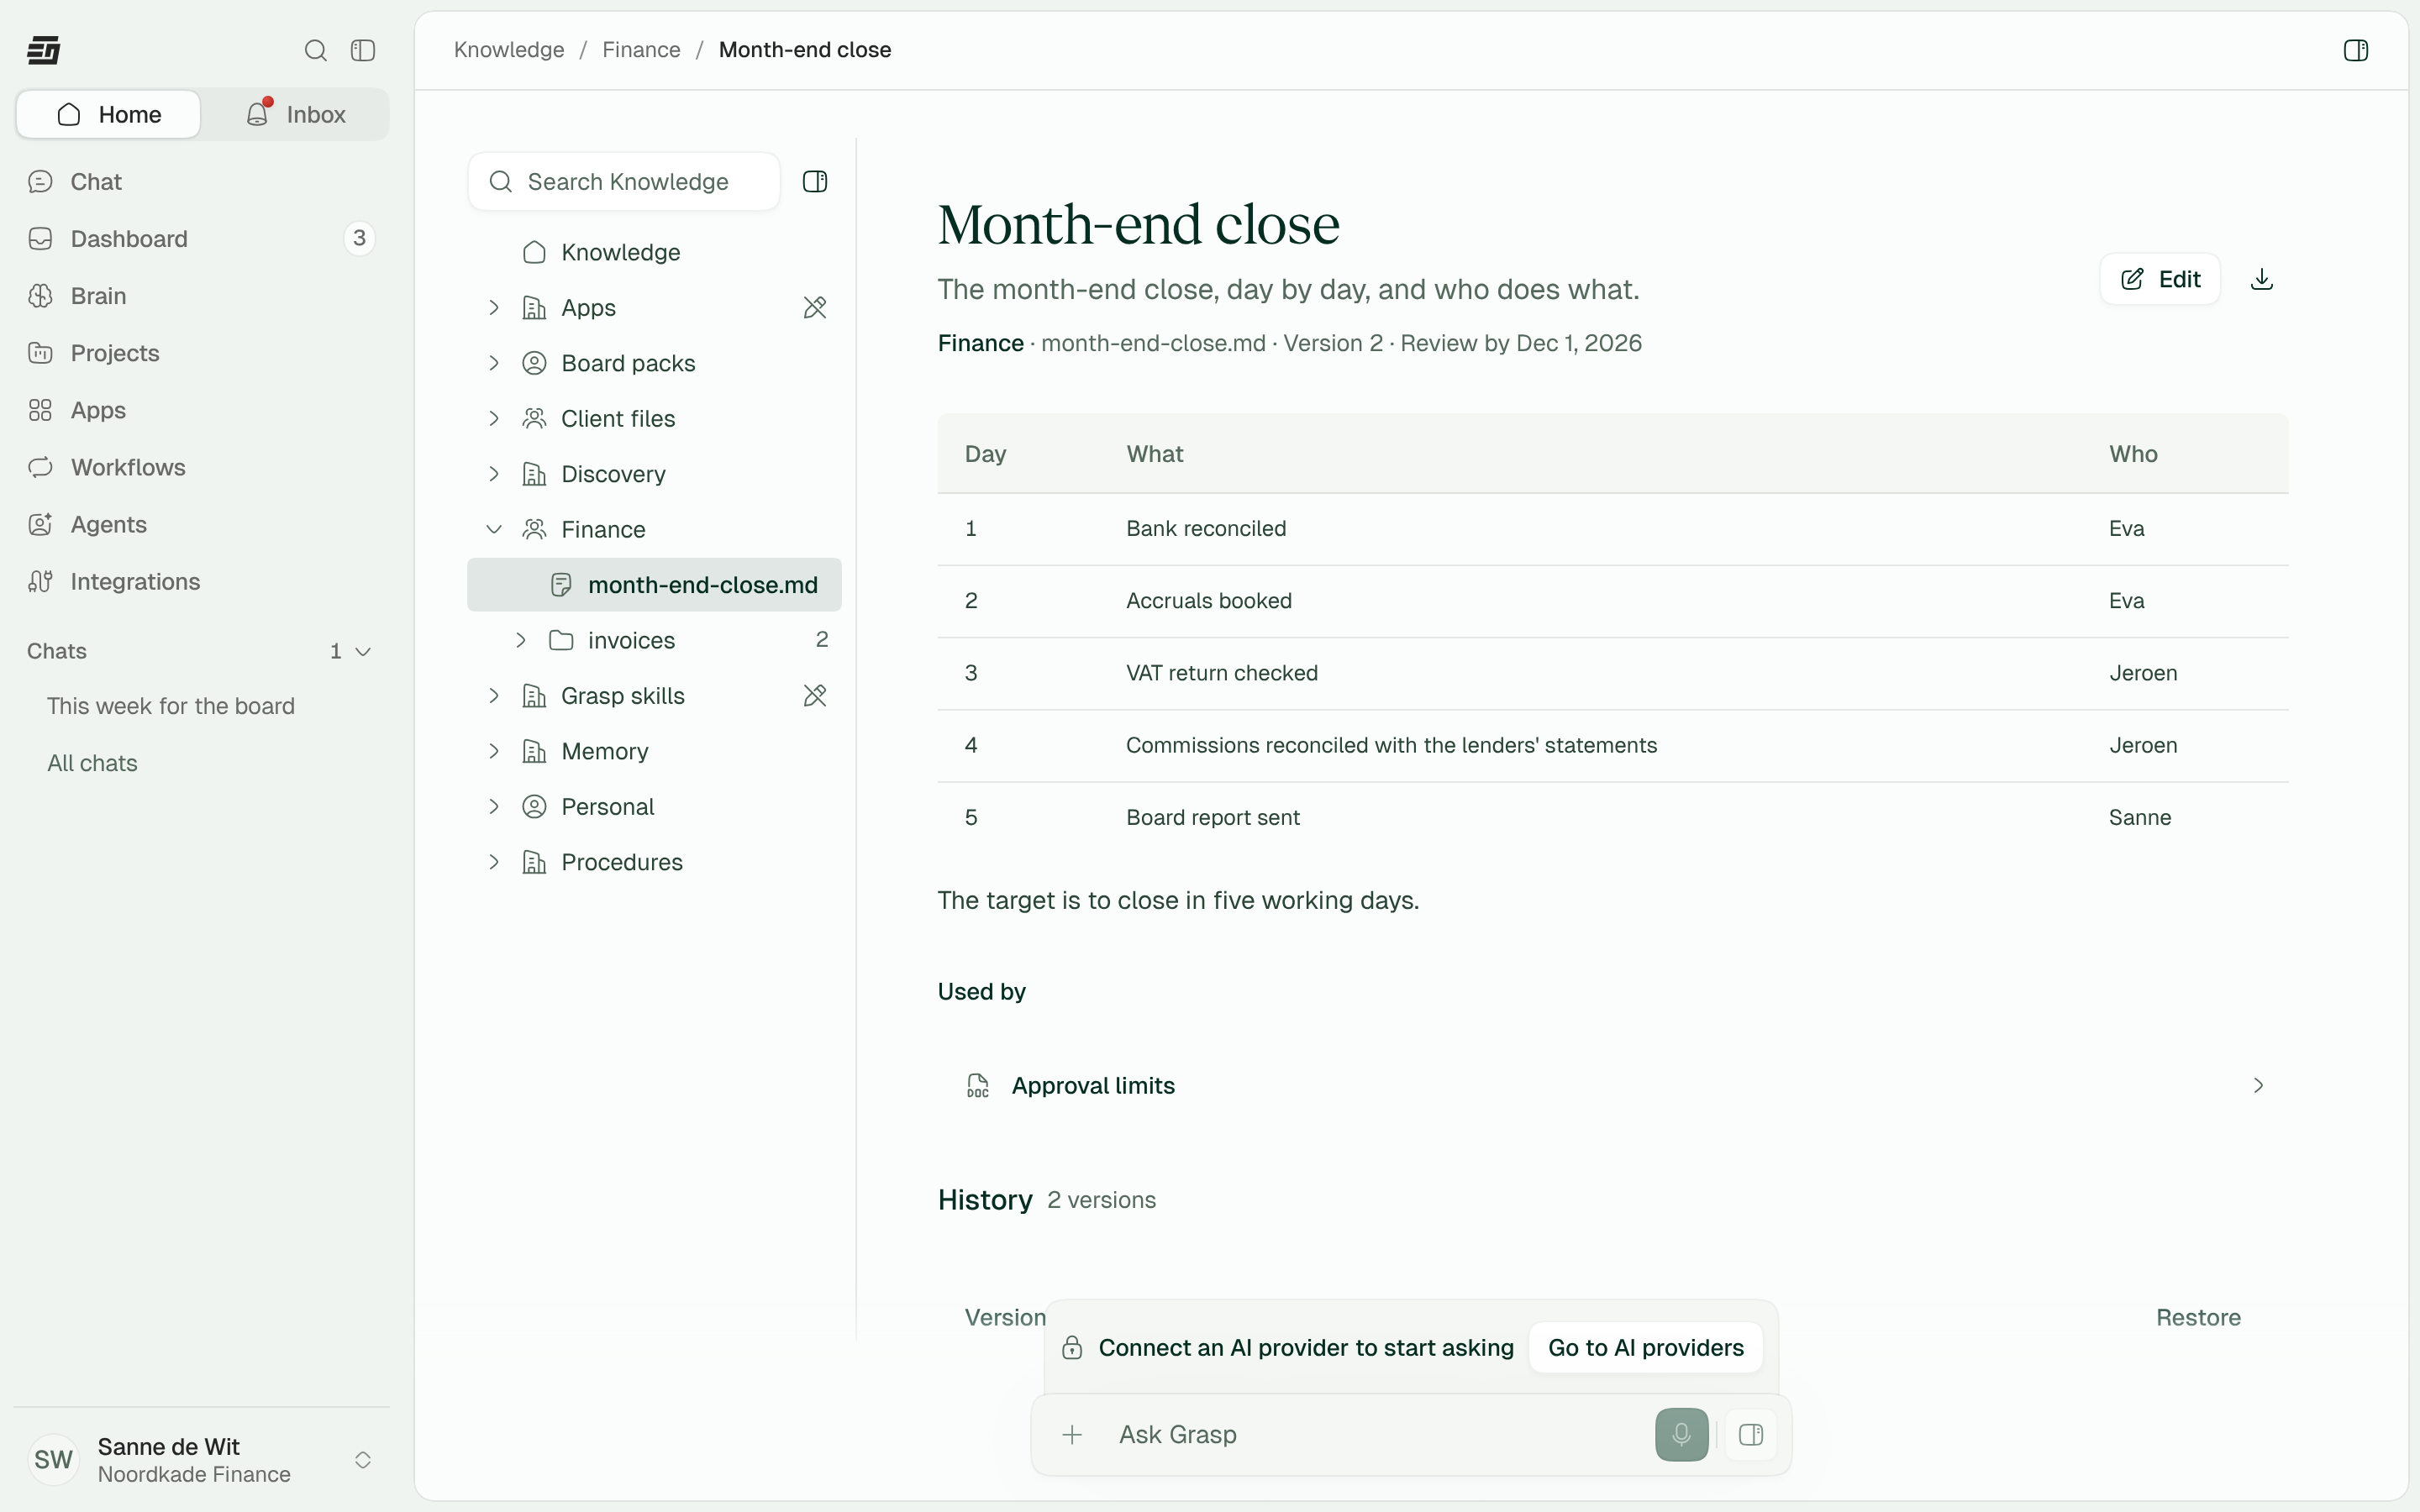 Home
Inbox
Chat
Dashboard 3
Brain
Projects
Apps
Workflows
Agents
Integrations
Chats 1
This week for the board
All chats
SW
Sanne de Wit
Noordkade Finance
Knowledge / Finance / Month-end close
Search Knowledge
Knowledge
Apps
Board packs
Client files
Discovery
Finance
month-end-close.md
invoices 2
Grasp skills
Memory
Personal
Procedures
Month-end close
The month-end close, day by day, and who does what.
Finance · month-end-close.md · Version 2 · Review by Dec 1, 2026
Edit
Day What Who
1 Bank reconciled Eva
2 Accruals booked Eva
3 VAT return checked Jeroen
4 Commissions reconciled with the lenders' statements Jeroen
5 Board report sent Sanne
The target is to close in five working days.
Used by
DOC Approval limits
History 2 versions
Version Restore
Connect an AI provider to start asking Go to AI providers
Ask Grasp